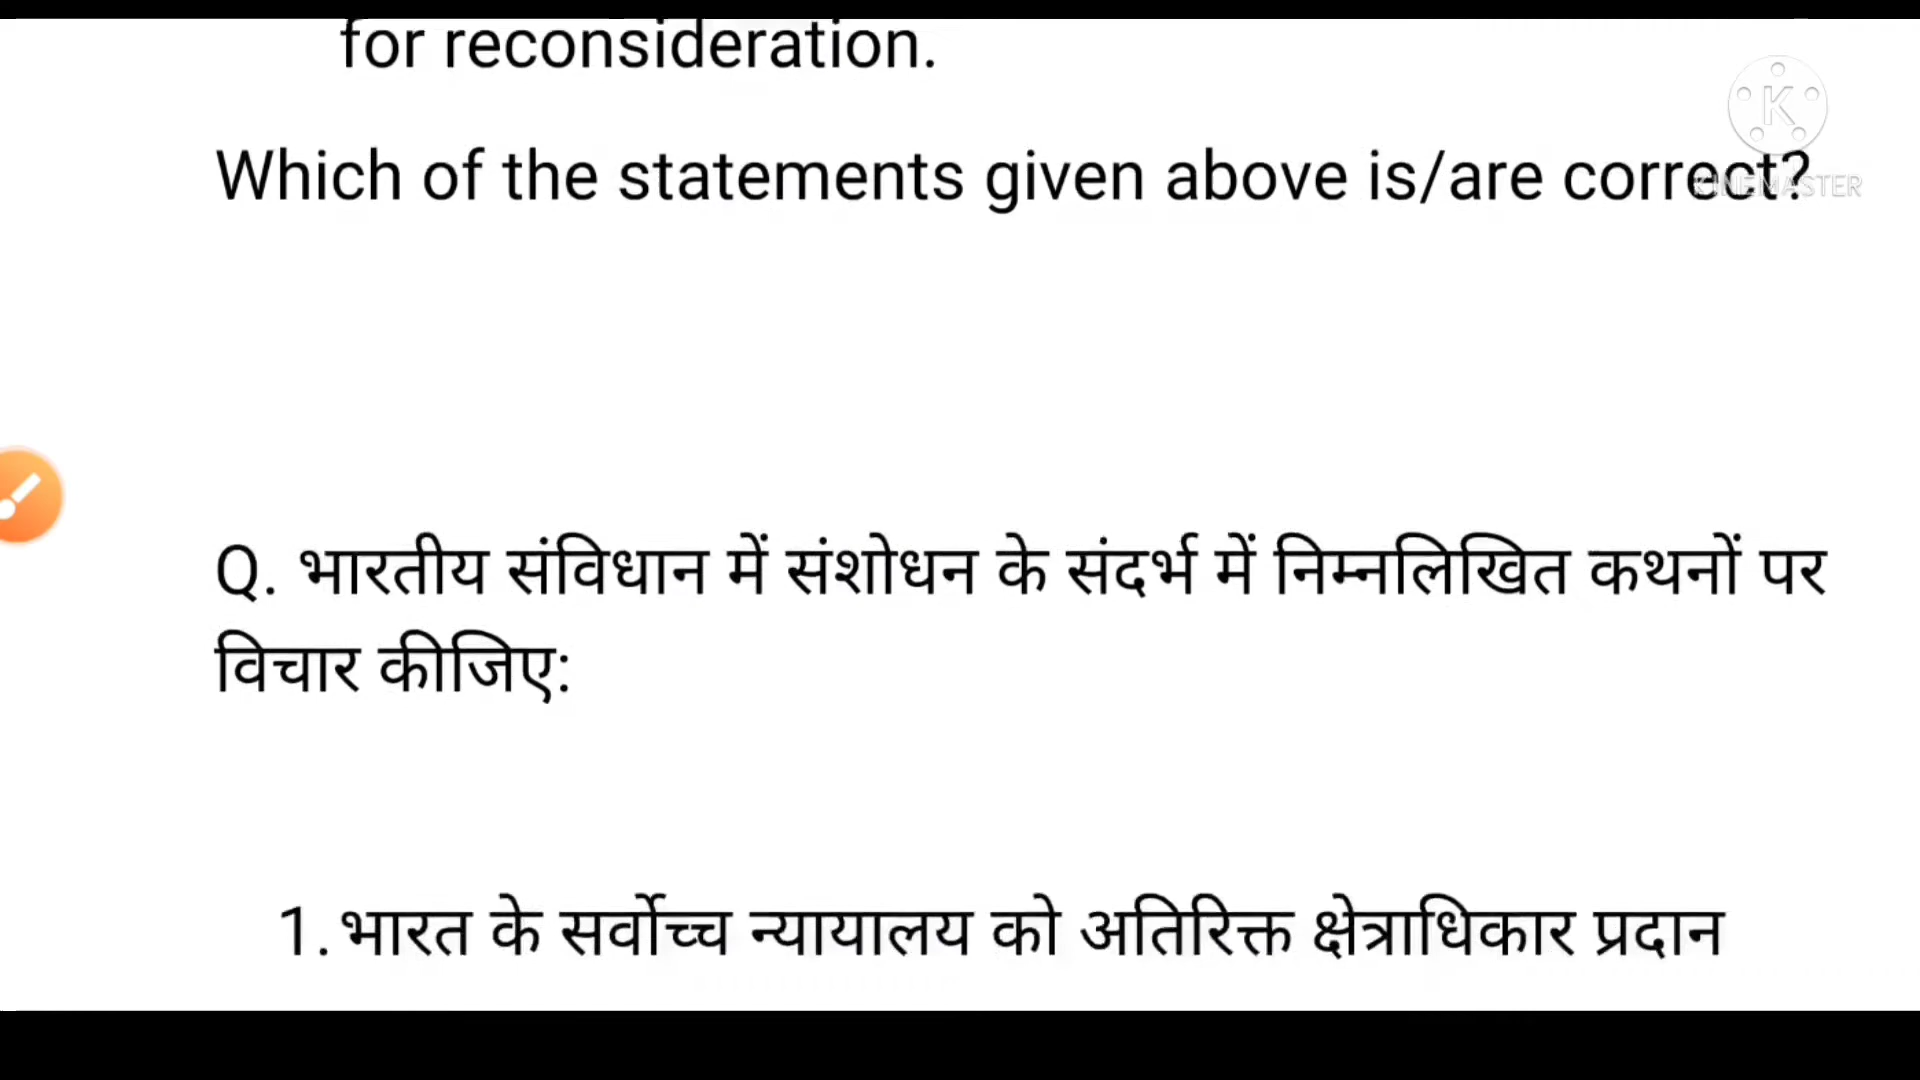 for reconsideration.
Which of the statements given above is/are correct?
K
KINEMASTER
Q. भारतीय संविधान में संशोधन के संदर्भ में निम्नलिखित कथनों पर
विचार कीजिए:
1. भारत के सर्वोच्च न्यायालय को अतिरिक्त क्षेत्राधिकार प्रदान